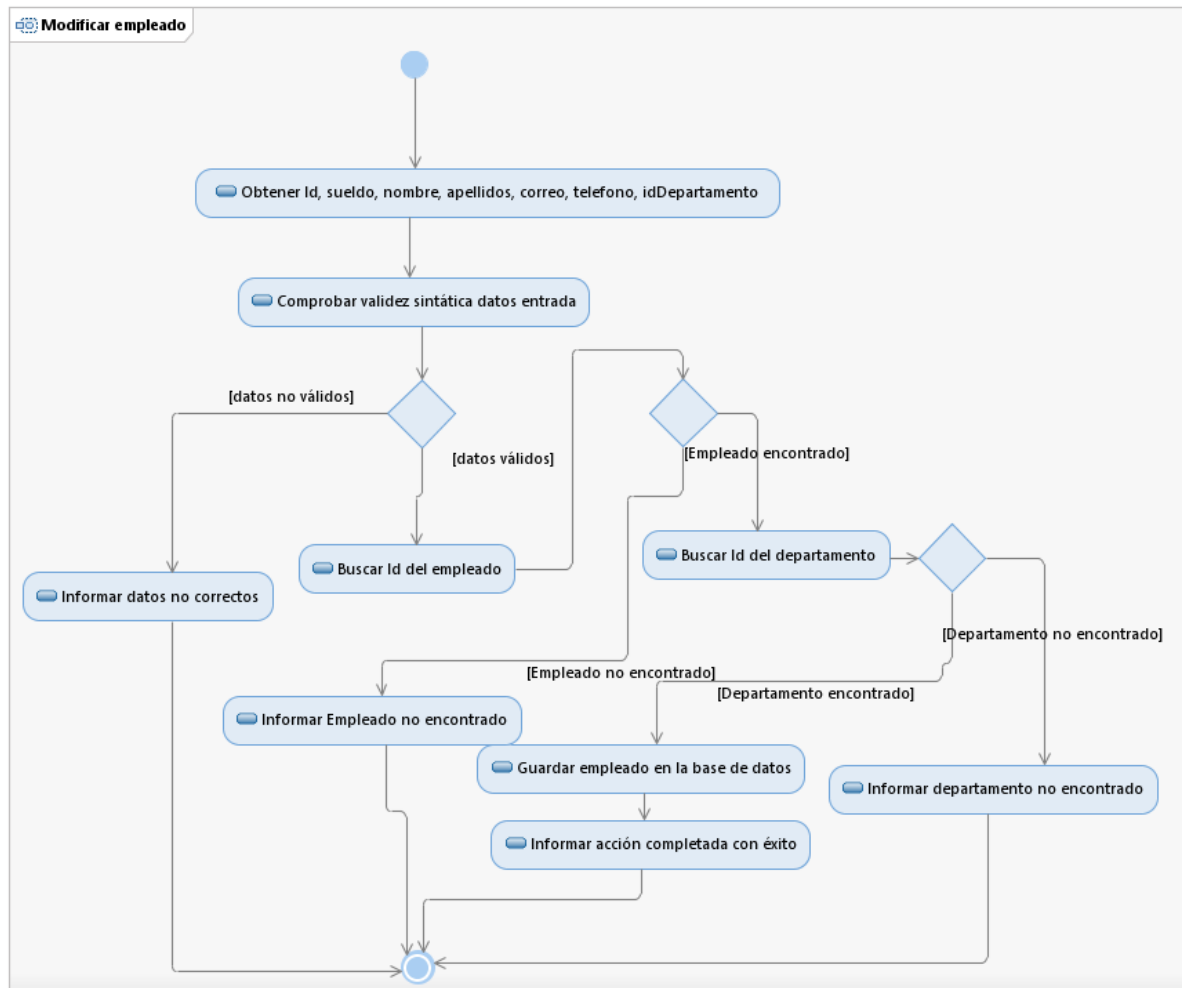 Modificar empleado
Obtener Id, sueldo, nombre, apellidos, correo, telefono, idDepartamento
Comprobar validez sintática datos entrada
[datos no válidos]
[datos válidos]
[Empleado encontrado]
Buscar Id del empleado
Buscar Id del departamento
Informar datos no correctos
[Departamento no encontrado]
[Empleado no encontrado]
[Departamento encontrado]
Informar Empleado no encontrado
Guardar empleado en la base de datos
Informar departamento no encontrado
Informar acción completada con éxito